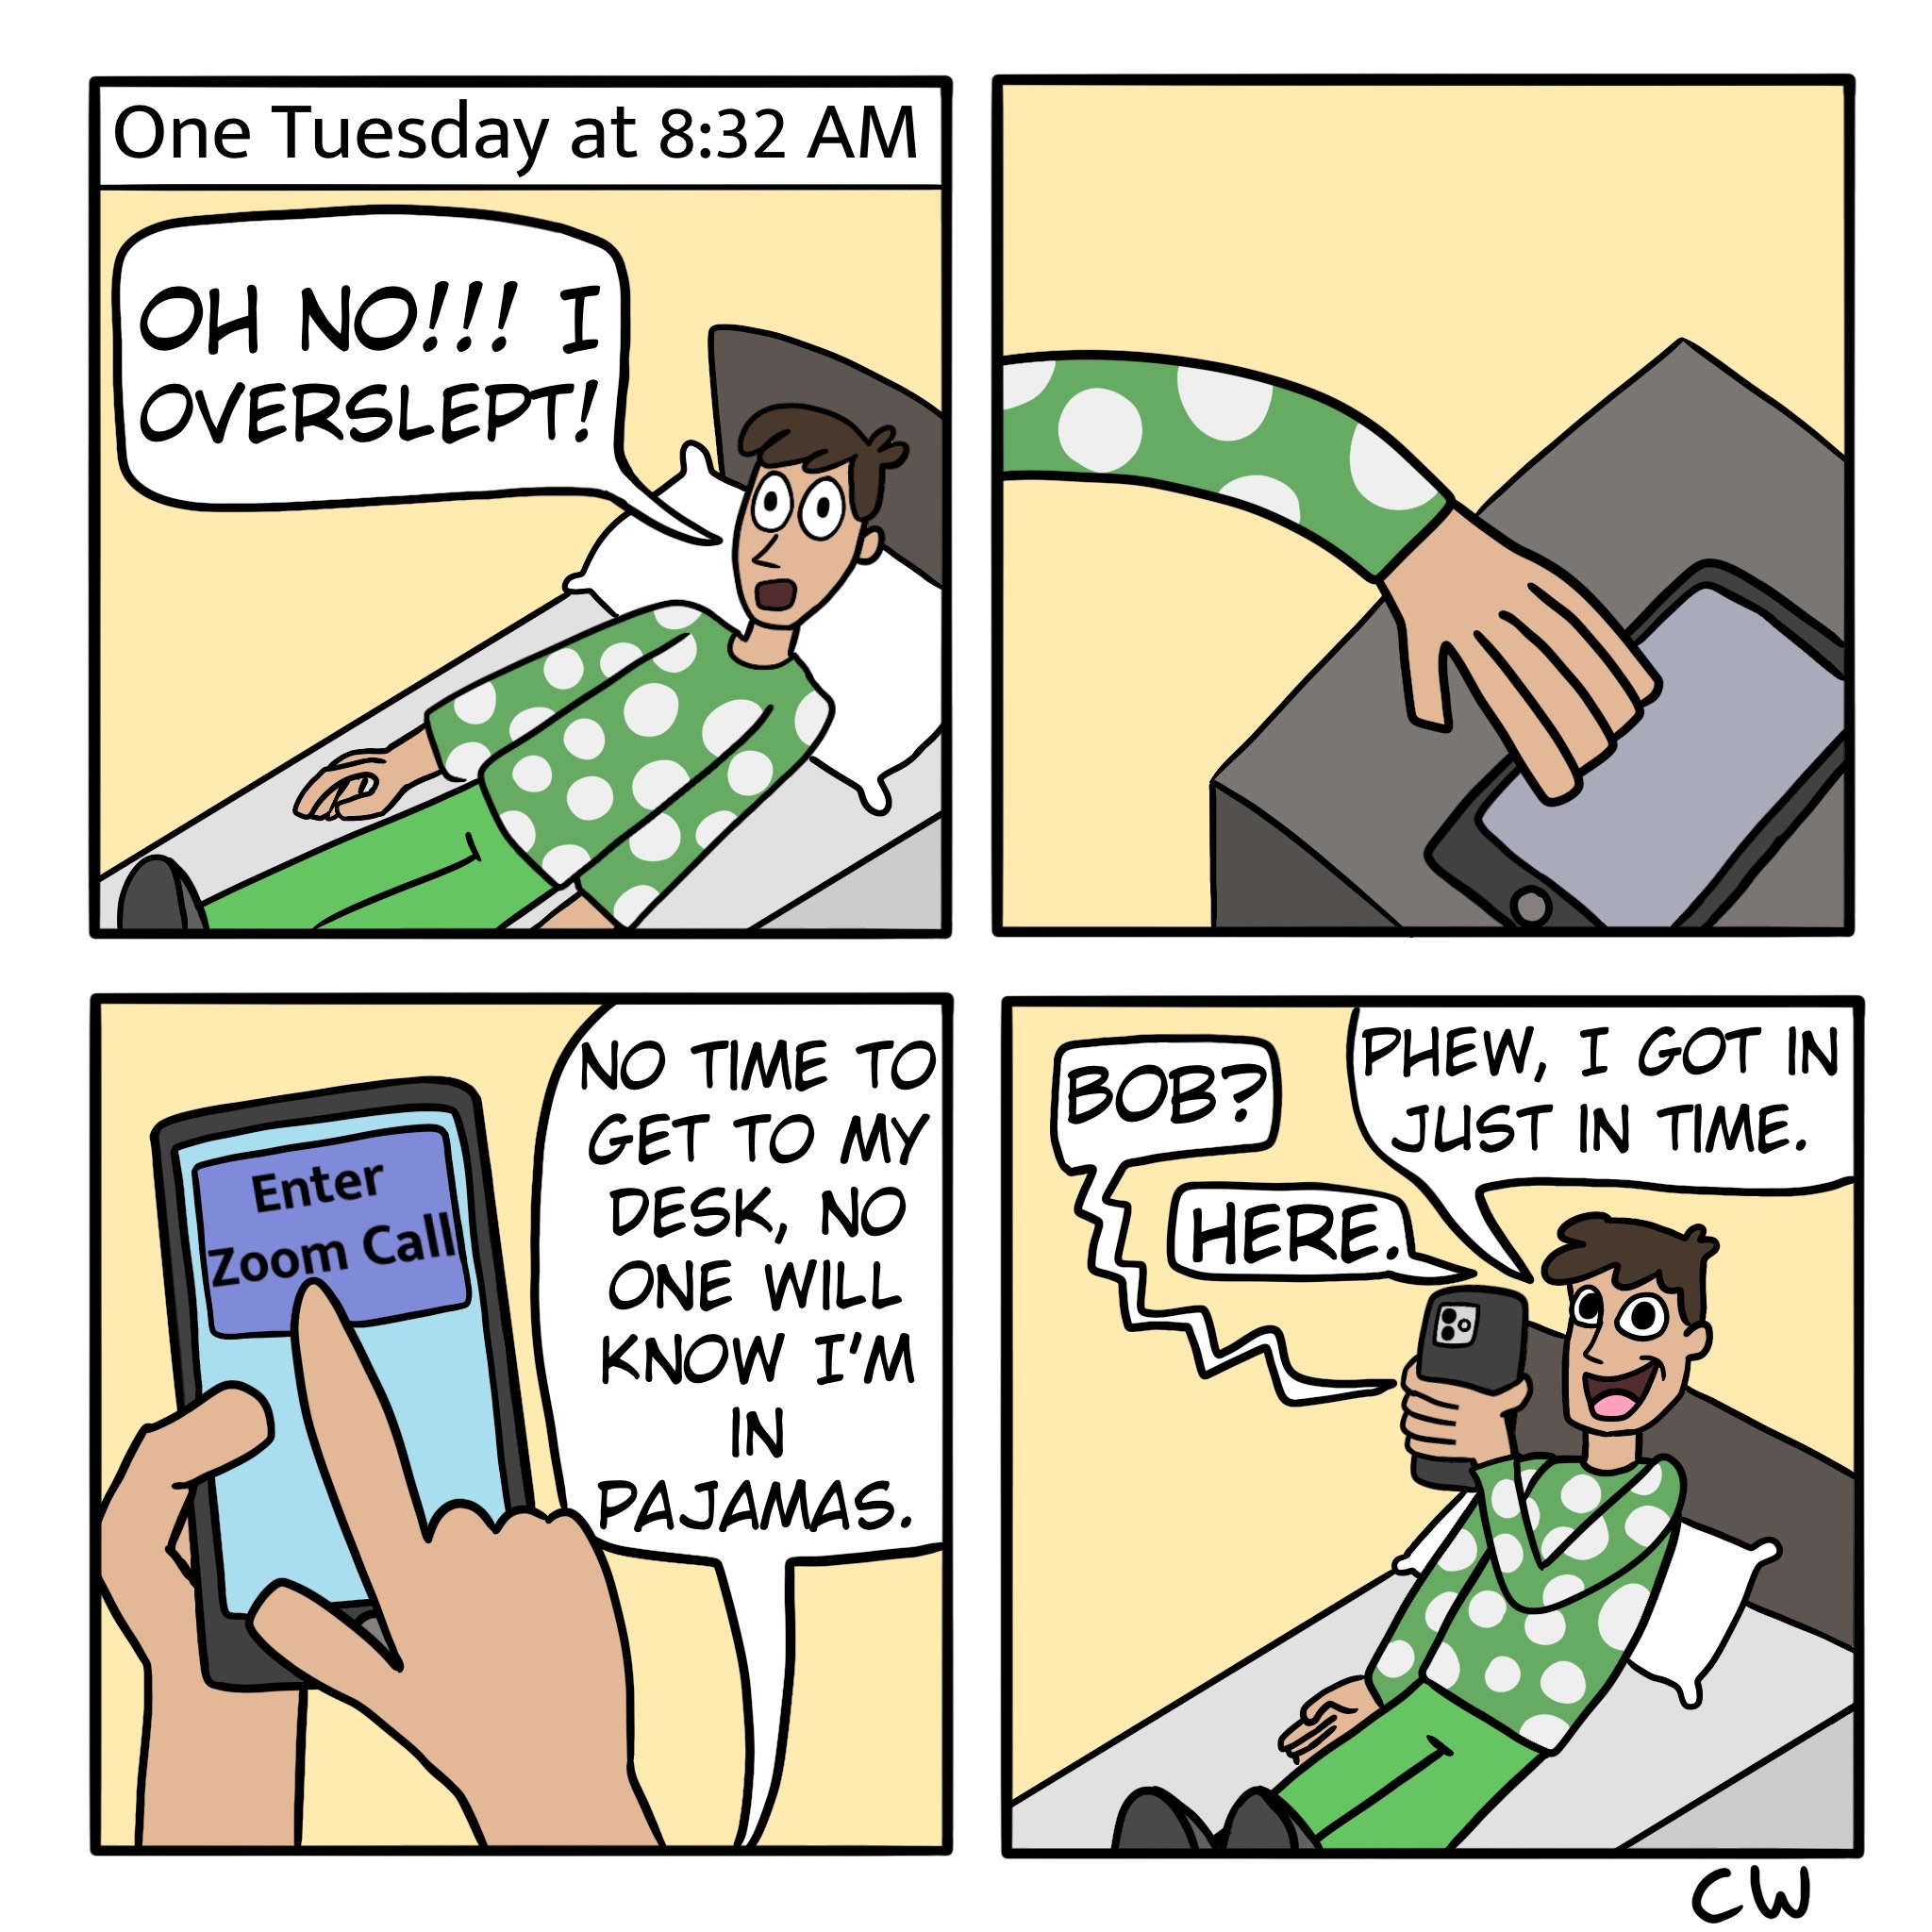 One Tuesday at 8:32 AM
OH NO!!! I
OVERSLEPT!
NO TIME TO
GET TO MY
DESK, NO
ONE WILL
KNOW I'M
IN
PAJAMAS.
Enter
Zoom Call
PHEW, I GOT IN
JUST IN TIME.
BOB?
HERE.
CW